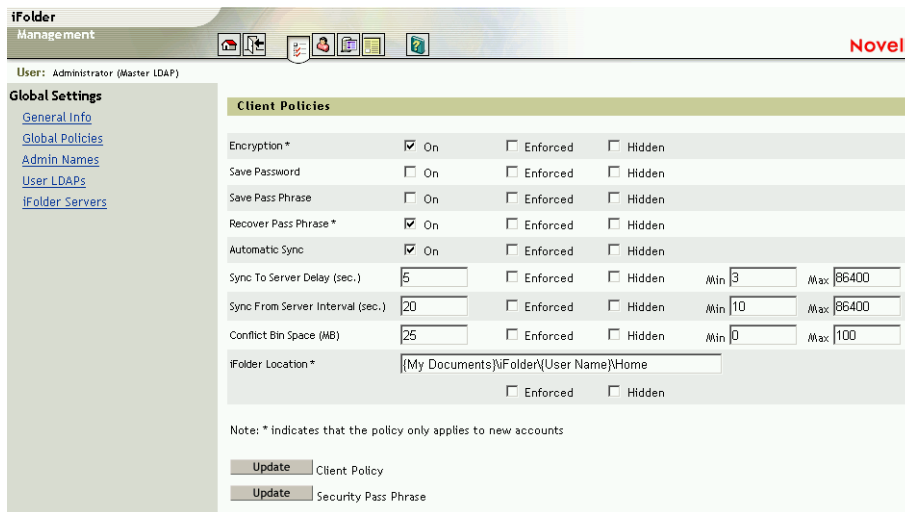 iFolder
Management
Novell
User: Administrator (Master LDAP)
Global Settings
General Info
Global Policies
Admin Names
User LDAPs
iFolder Servers
Client Policies
Encryption * On Enforced Hidden
Save Password On Enforced Hidden
Save Pass Phrase On Enforced Hidden
Recover Pass Phrase * On Enforced Hidden
Automatic Sync On Enforced Hidden
Sync To Server Delay (sec.) 5 Enforced Hidden Min 3 Max 86400
Sync From Server Interval (sec.) 20 Enforced Hidden Min 10 Max 86400
Conflict Bin Space (MB) 25 Enforced Hidden Min 0 Max 100
iFolder Location * {My Documents}\iFolder\{User Name}\Home
Enforced Hidden
Note: * indicates that the policy only applies to new accounts
Update Client Policy
Update Security Pass Phrase